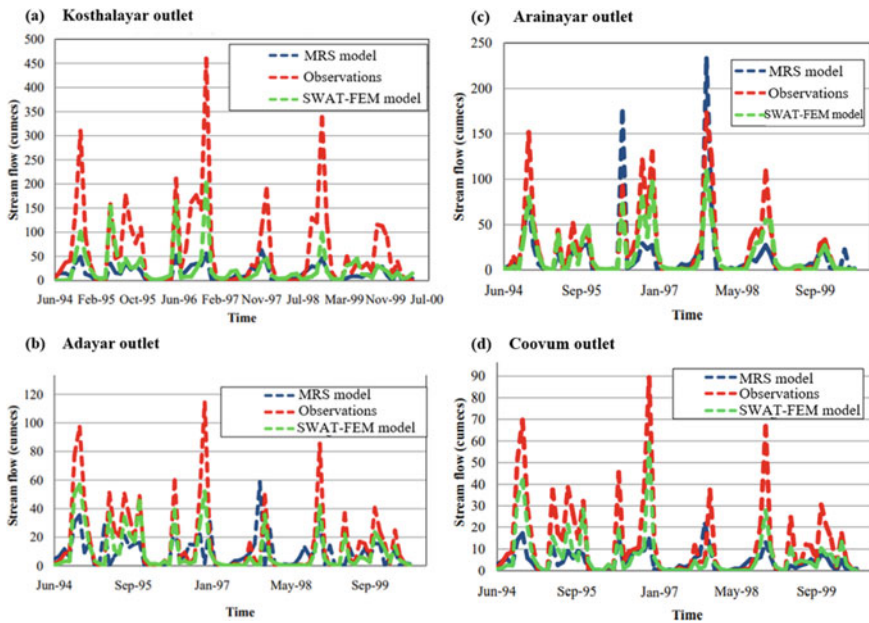 (a) Kosthalayar outlet
500
450
400
350
300
250
200
150
100
50
0
Stream flow (cumecs)
MRS model
Observations
SWAT-FEM model
Jun-94 Feb-95 Oct-95 Jun-96 Feb-97 Nov-97 Jul-98 Mar-99 Nov-99 Jul-00
Time
(c) Arainayar outlet
250
200
150
100
50
0
Stream flow (cumecs)
MRS model
Observations
SWAT-FEM model
Jun-94 Sep-95 Jan-97 May-98 Sep-99
Time
(b) Adayar outlet
120
100
80
60
40
20
0
Stream flow (cumecs)
MRS model
Observations
SWAT-FEM model
Jun-94 Sep-95 Jan-97 May-98 Sep-99
Time
(d) Coovum outlet
90
80
70
60
50
40
30
20
10
0
Stream flow (cumecs)
MRS model
Observations
SWAT-FEM model
Jun-94 Sep-95 Jan-97 May-98 Sep-99
Time